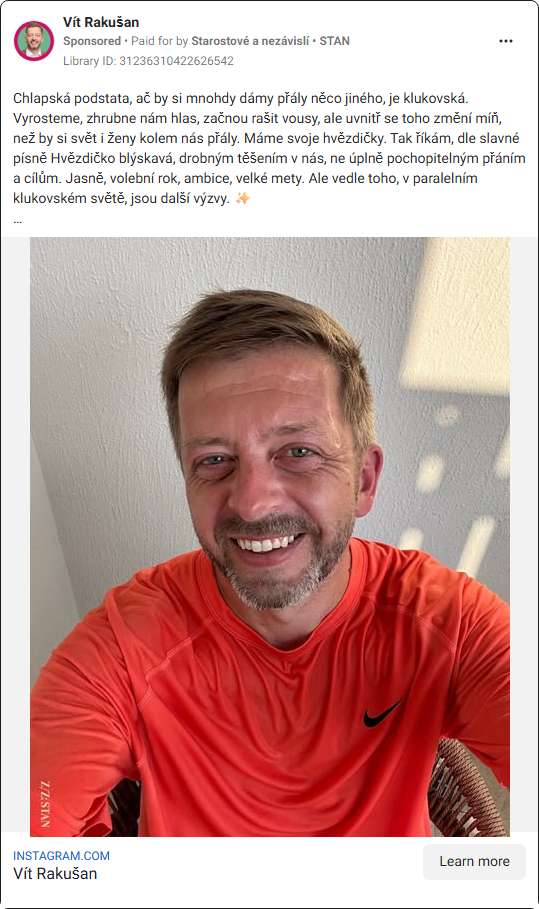 Vít Rakušan
Sponsored • Paid for by Starostové a nezávislí • STAN
Library ID: 31236310422626542
Chlapská podstata, ač by si mnohdy dámy přály něco jiného, je klukovská.
Vyrosteme, zhrubne nám hlas, začnou rašit vousy, ale uvnitř se toho změní míň,
než by si svět i ženy kolem nás přály. Máme svoje hvězdičky. Tak říkám, dle slavné
písně Hvězdičko blýskavá, drobným těšením v nás, ne úplně pochopitelným přáním
a cílům. Jasně, volební rok, ambice, velké mety. Ale vedle toho, v paralelním
klukovském světě, jsou další výzvy. ✨
...
Z/Z:STAN
INSTAGRAM.COM
Vít Rakušan
Learn more